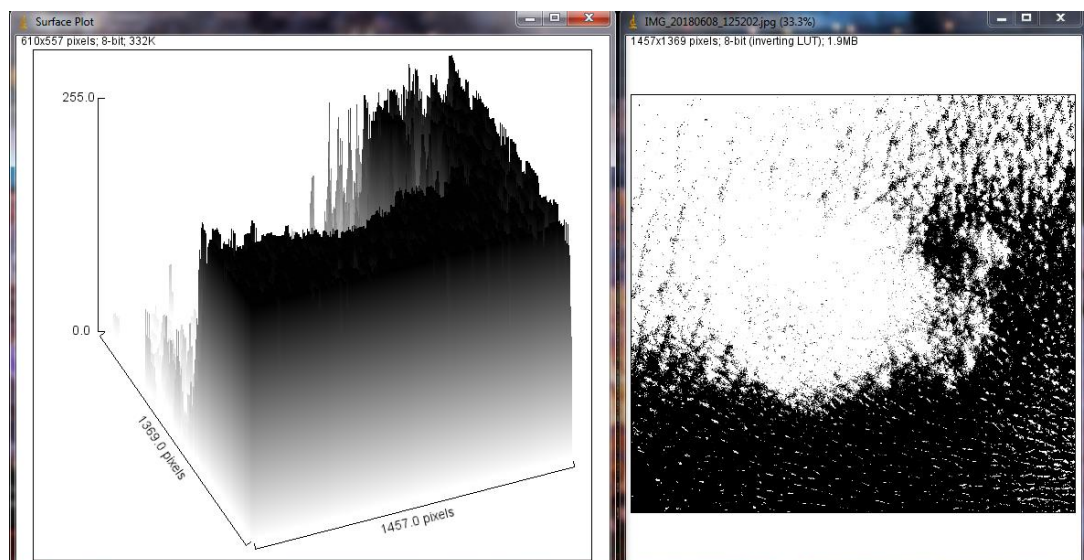 Surface Plot
610x557 pixels; 8-bit; 332K
255.0
0.0
1369.0 pixels
1457.0 pixels
IMG_20180608_125202.jpg (33.3%)
1457x1369 pixels; 8-bit (inverting LUT); 1.9MB